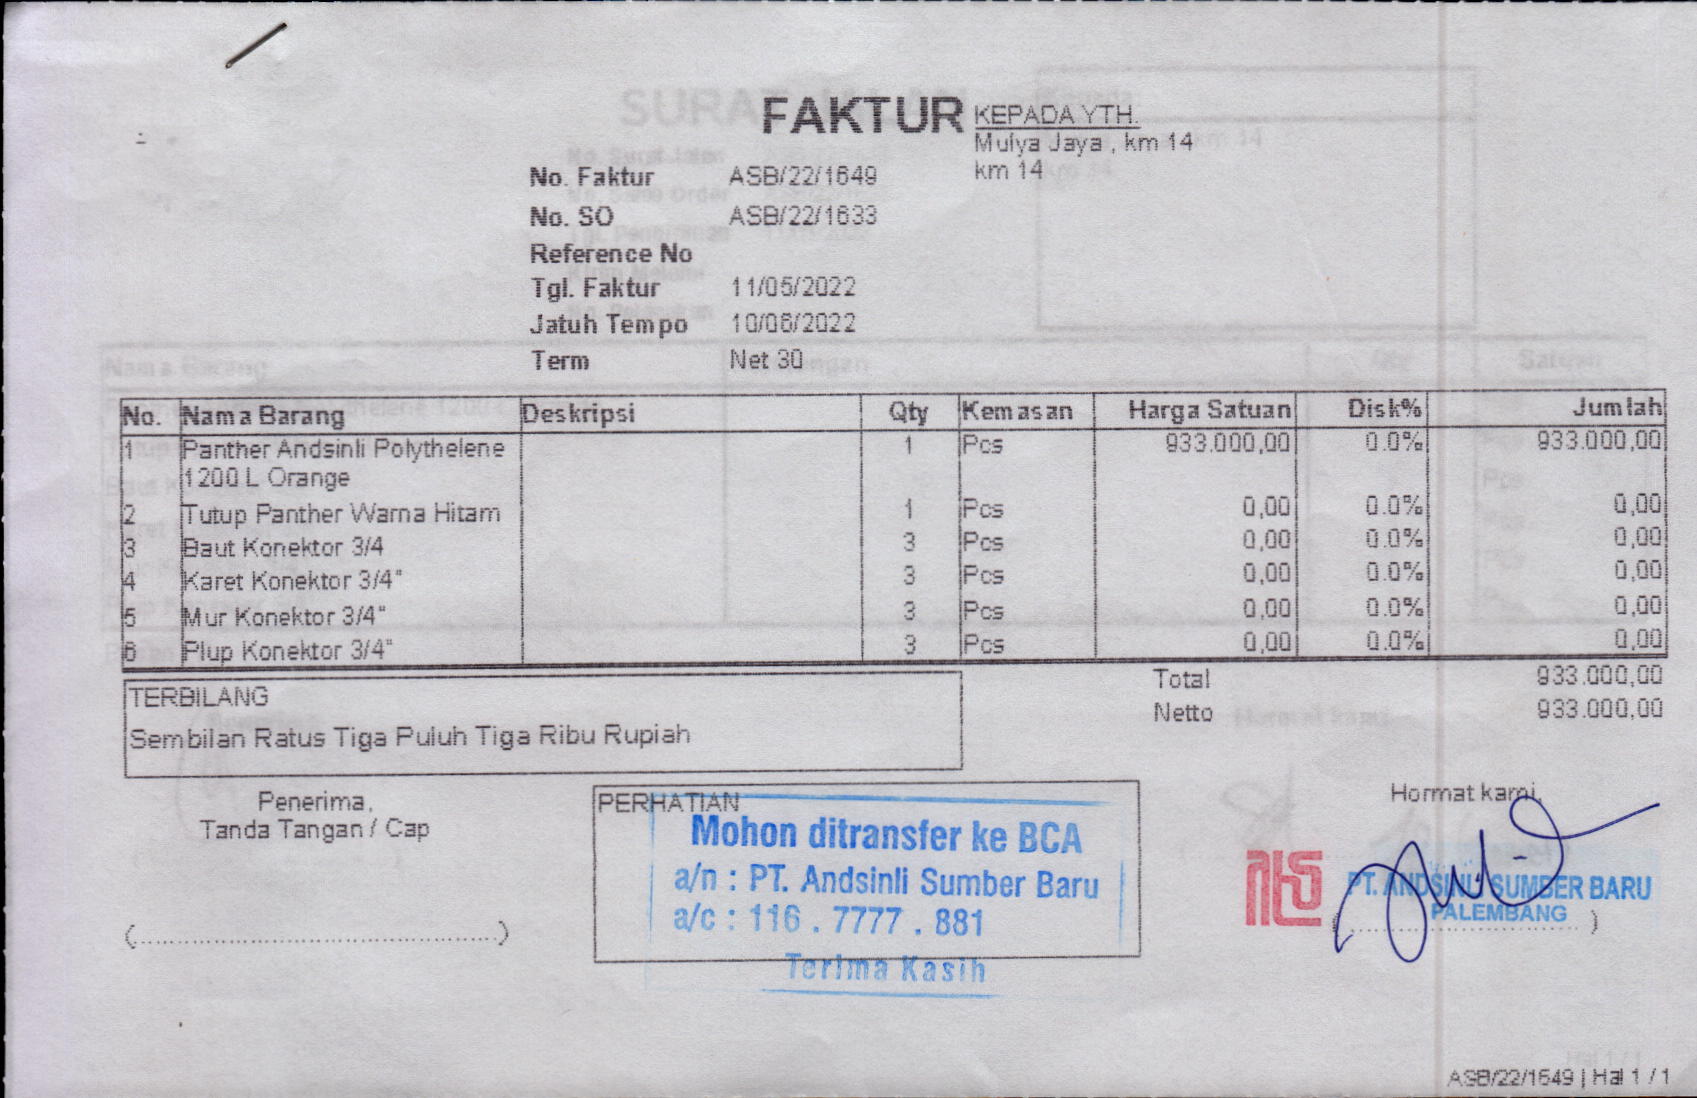 FAKTUR
KEPADA YTH.
Mulya Jaya , km 14
km 14
No. Faktur ASB/22/1649
No. SO ASB/22/1633
Reference No
Tgl. Faktur 11/05/2022
Jatuh Tempo 10/06/2022
Term Net 30
No. Nama Barang Deskripsi Qty Kemasan Harga Satuan Disk% Jumlah
1 Panther Andsinli Polythelene 1 Pcs 933.000,00 0.0% 933.000,00
1200 L Orange
2 Tutup Panther Warna Hitam 1 Pcs 0,00 0.0% 0,00
3 Baut Konektor 3/4 3 Pcs 0,00 0.0% 0,00
4 Karet Konektor 3/4" 3 Pcs 0,00 0.0% 0,00
5 Mur Konektor 3/4" 3 Pcs 0,00 0.0% 0,00
6 Plup Konektor 3/4" 3 Pcs 0,00 0.0% 0,00
Total 933.000,00
Netto 933.000,00
TERBILANG
Sembilan Ratus Tiga Puluh Tiga Ribu Rupiah
Penerima,
Tanda Tangan / Cap
(..............................................)
PERHATIAN
Mohon ditransfer ke BCA
a/n : PT. Andsinli Sumber Baru
a/c : 116 . 7777 . 881
Terima Kasih
Hormat kami,
PT. ANDSINLI SUMBER BARU
PALEMBANG
(..............................)
ASB/22/1649 | Hal 1 / 1